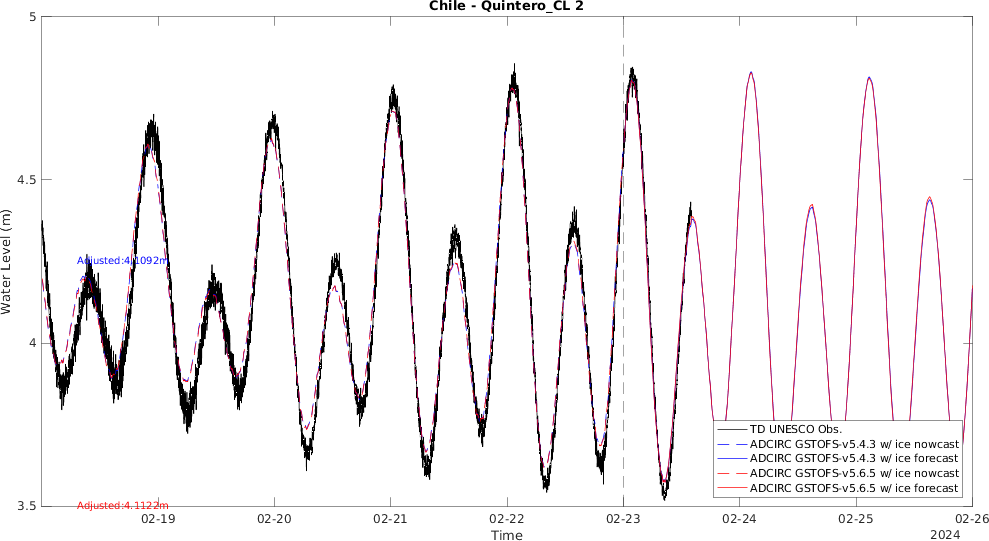 Chile - Quintero_CL 2
5
4.5
4
3.5
Water Level (m)
Adjusted:4.1092m
Adjusted:4.1122m
TD UNESCO Obs.
ADCIRC GSTOFS-v5.4.3 w/ ice nowcast
ADCIRC GSTOFS-v5.4.3 w/ ice forecast
ADCIRC GSTOFS-v5.6.5 w/ ice nowcast
ADCIRC GSTOFS-v5.6.5 w/ ice forecast
02-19 02-20 02-21 02-22 02-23 02-24 02-25 02-26
Time
2024